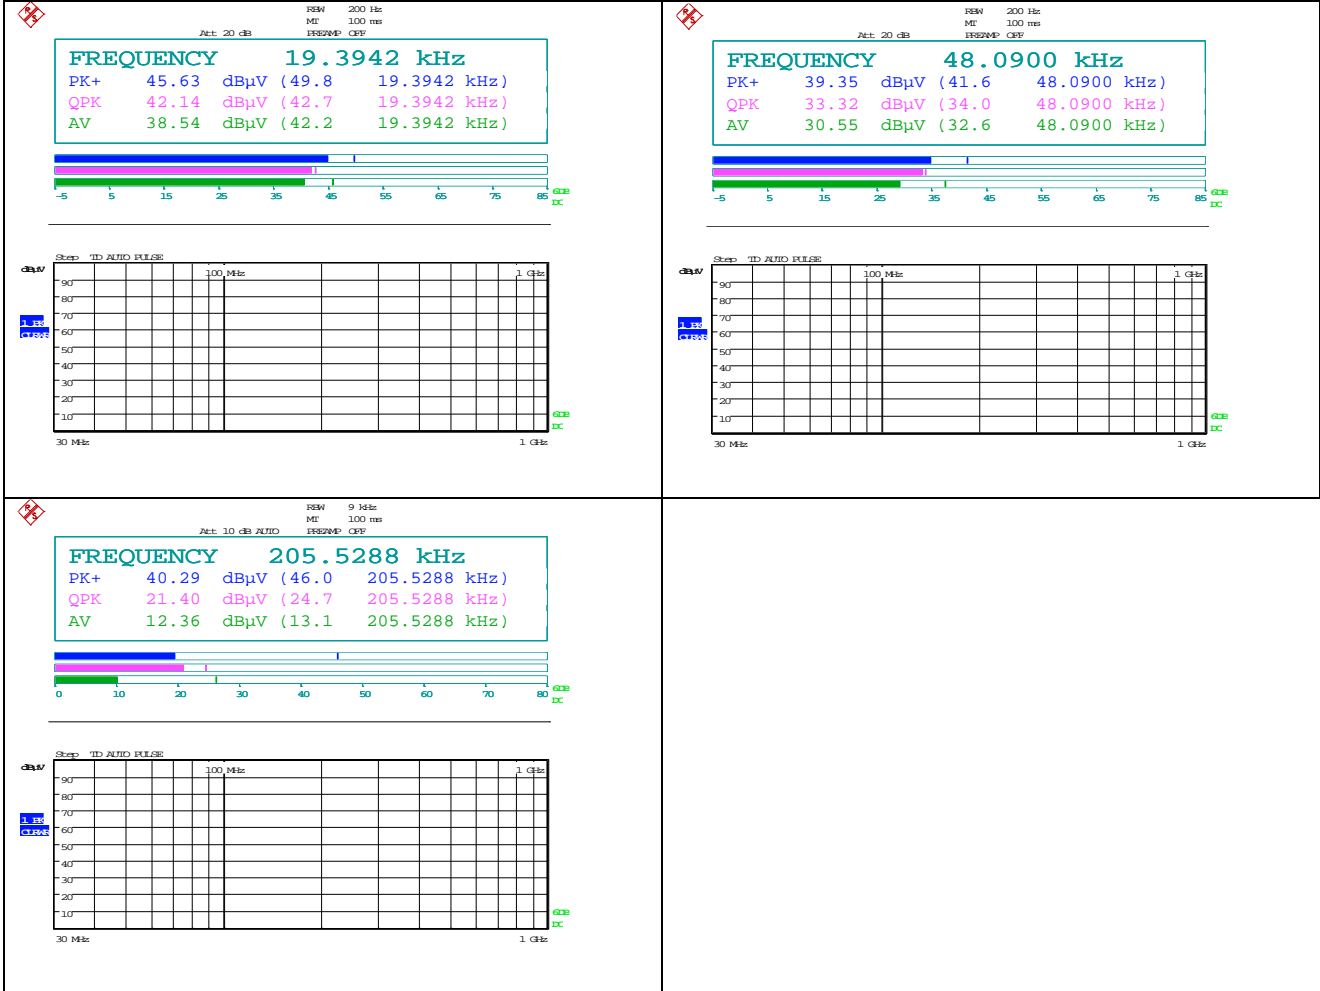 R S
RBW 200 Hz
MT 100 ms
Att 20 dB PREAMP OFF
FREQUENCY 19.3942 kHz
PK+ 45.63 dBµV (49.8 19.3942 kHz)
QPK 42.14 dBµV (42.7 19.3942 kHz)
AV 38.54 dBµV (42.2 19.3942 kHz)
-5 5 15 25 35 45 55 65 75 85
6DB
DC
Step TD AUTO PULSE
dBµV
100 MHz 1 GHz
90
80
70
1 PK
60
CLRWR
50
40
30
20
10
6DB
DC
30 MHz 1 GHz
R S
RBW 200 Hz
MT 100 ms
Att 20 dB PREAMP OFF
FREQUENCY 48.0900 kHz
PK+ 39.35 dBµV (41.6 48.0900 kHz)
QPK 33.32 dBµV (34.0 48.0900 kHz)
AV 30.55 dBµV (32.6 48.0900 kHz)
-5 5 15 25 35 45 55 65 75 85
6DB
DC
Step TD AUTO PULSE
dBµV
100 MHz 1 GHz
90
80
70
1 PK
60
CLRWR
50
40
30
20
10
6DB
DC
30 MHz 1 GHz
R S
RBW 9 kHz
MT 100 ms
Att 10 dB AUTO PREAMP OFF
FREQUENCY 205.5288 kHz
PK+ 40.29 dBµV (46.0 205.5288 kHz)
QPK 21.40 dBµV (24.7 205.5288 kHz)
AV 12.36 dBµV (13.1 205.5288 kHz)
0 10 20 30 40 50 60 70 80
6DB
DC
Step TD AUTO PULSE
dBµV
100 MHz 1 GHz
90
80
70
1 PK
60
CLRWR
50
40
30
20
10
6DB
DC
30 MHz 1 GHz